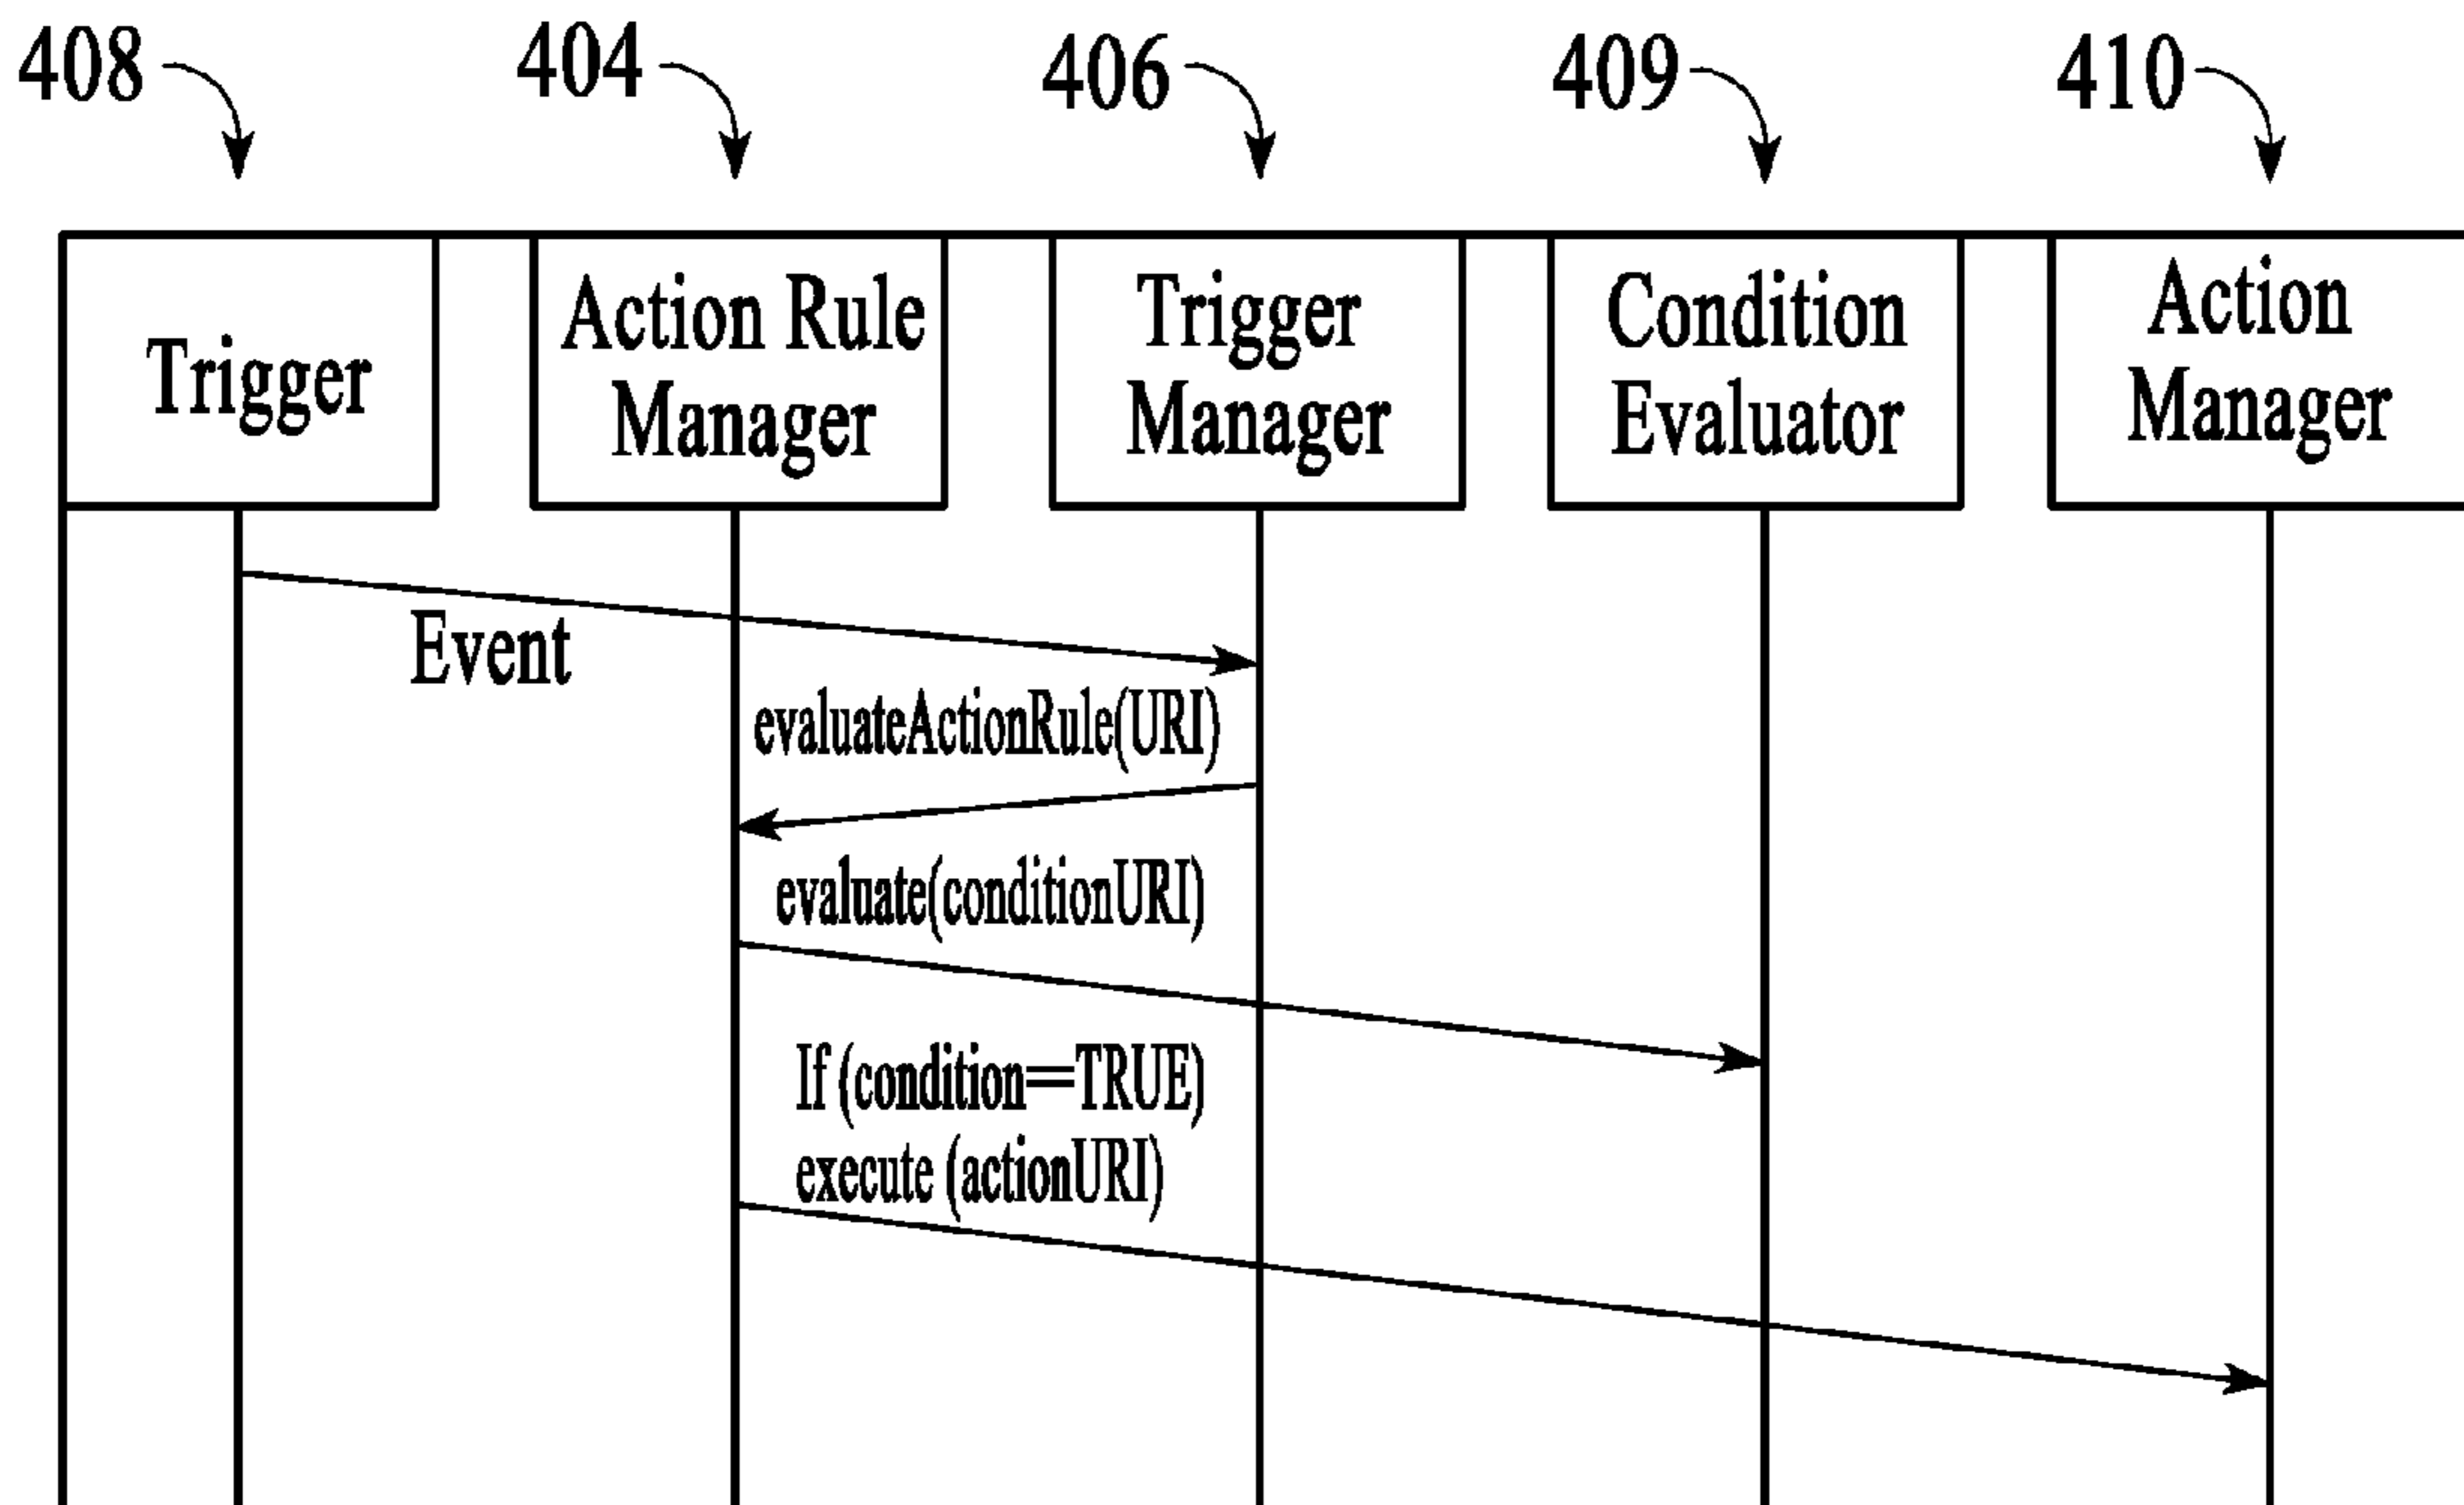 408
404
406
409
410
Trigger
Action Rule
Manager
Trigger
Manager
Condition
Evaluator
Action
Manager
Event
evaluateActionRule(URI)
evaluate(conditionURI)
If (condition==TRUE)
execute (actionURI)